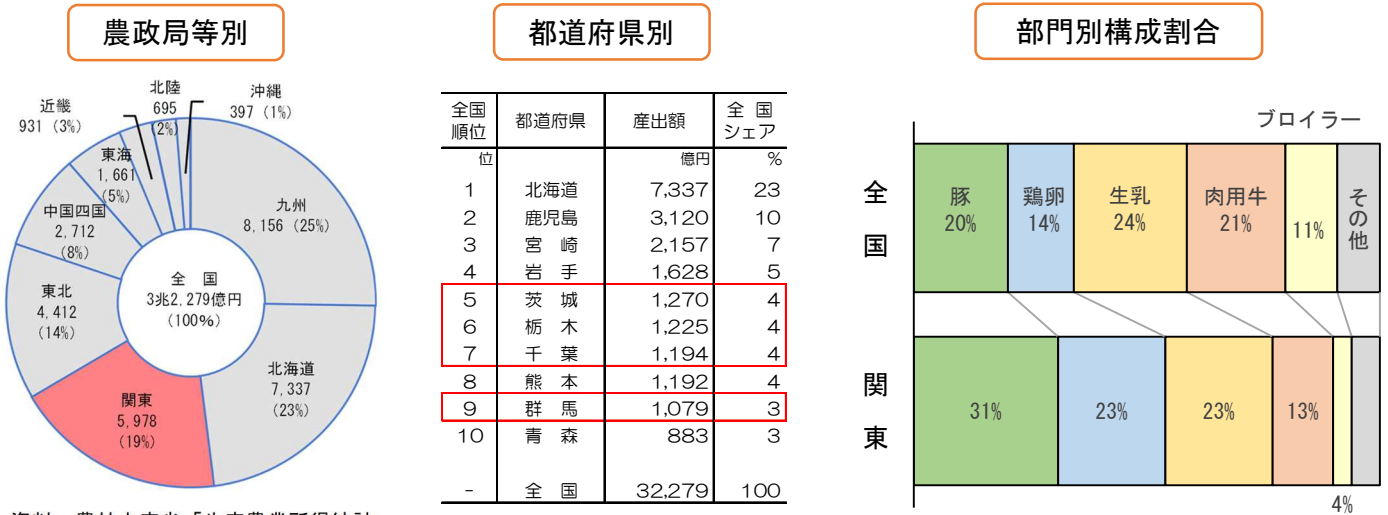 農政局等別
北陸
695
(2%)
沖縄
397 (1%)
近畿
931 (3%)
東海
1,661
(5%)
中国四国
2,712
(8%)
九州
8,156 (25%)
全 国
3兆2,279億円
(100%)
東北
4,412
(14%)
北海道
7,337
(23%)
関東
5,978
(19%)
都道府県別
全国順位 都道府県 産出額 全 国シェア
位 億円 %
1 北海道 7,337 23
2 鹿児島 3,120 10
3 宮 崎 2,157 7
4 岩 手 1,628 5
5 茨 城 1,270 4
6 栃 木 1,225 4
7 千 葉 1,194 4
8 熊 本 1,192 4
9 群 馬 1,079 3
10 青 森 883 3
- 全 国 32,279 100
部門別構成割合
ブロイラー
全国
豚 20%
鶏卵 14%
生乳 24%
肉用牛 21%
11%
その他
関東
31% 23% 23% 13%
4%